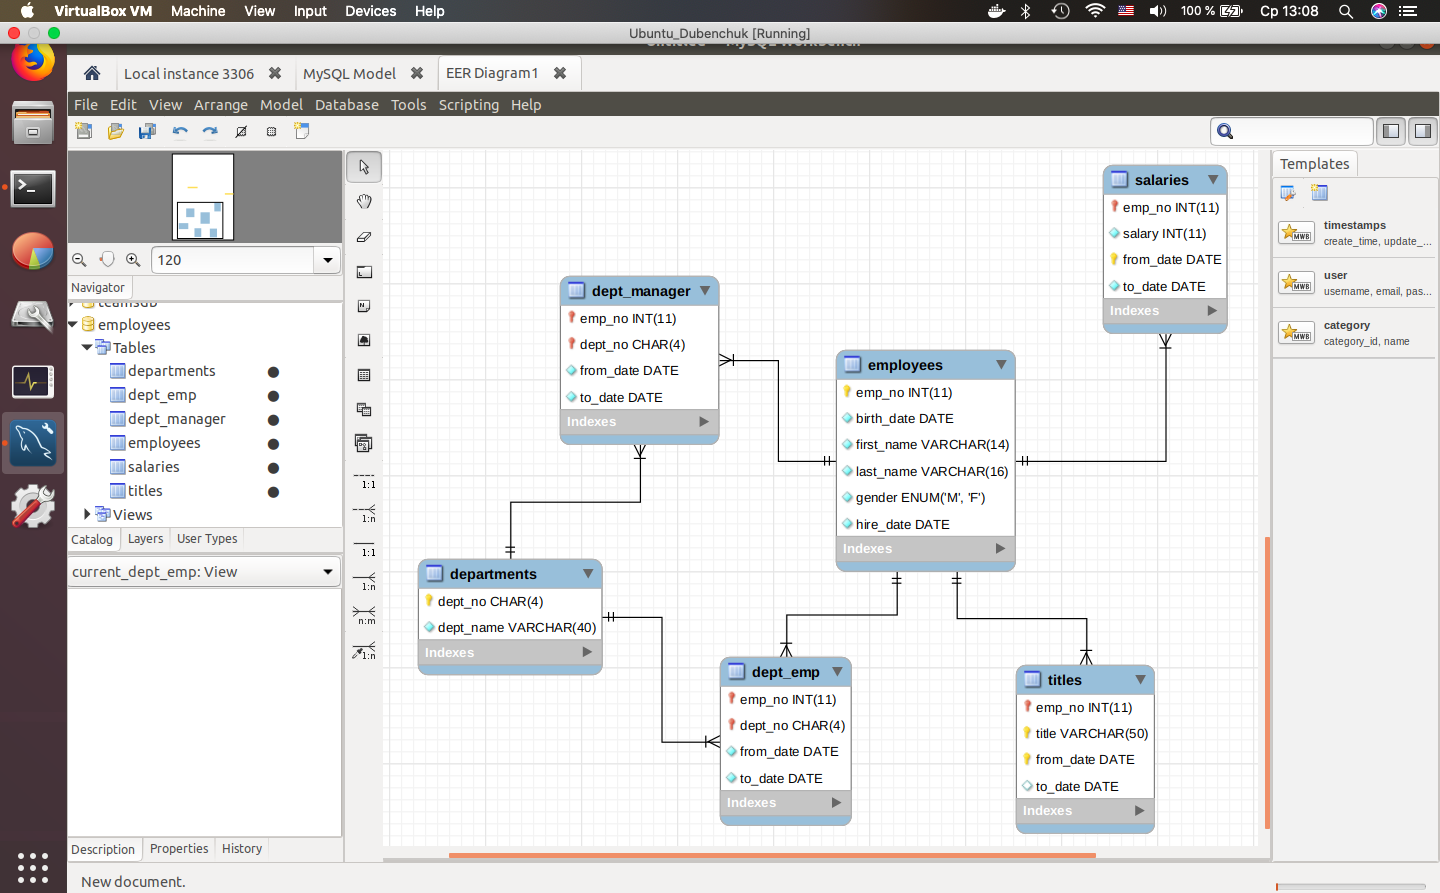 VirtualBox VM Machine View Input Devices Help
100 % Ср 13:08
Ubuntu_Dubenchuk [Running]
Local instance 3306
MySQL Model
EER Diagram1
File Edit View Arrange Model Database Tools Scripting Help
120
Navigator
employees
Tables
departments
dept_emp
dept_manager
employees
salaries
titles
Views
Catalog Layers User Types
current_dept_emp: View
Description Properties History
New document.
1:1
1:n
1:1
1:n
n:m
1:n
dept_manager
emp_no INT(11)
dept_no CHAR(4)
from_date DATE
to_date DATE
Indexes
salaries
emp_no INT(11)
salary INT(11)
from_date DATE
to_date DATE
Indexes
employees
emp_no INT(11)
birth_date DATE
first_name VARCHAR(14)
last_name VARCHAR(16)
gender ENUM('M', 'F')
hire_date DATE
Indexes
departments
dept_no CHAR(4)
dept_name VARCHAR(40)
Indexes
dept_emp
emp_no INT(11)
dept_no CHAR(4)
from_date DATE
to_date DATE
Indexes
titles
emp_no INT(11)
title VARCHAR(50)
from_date DATE
to_date DATE
Indexes
Templates
MWB
timestamps
create_time, update_...
MWB
user
username, email, pas...
MWB
category
category_id, name